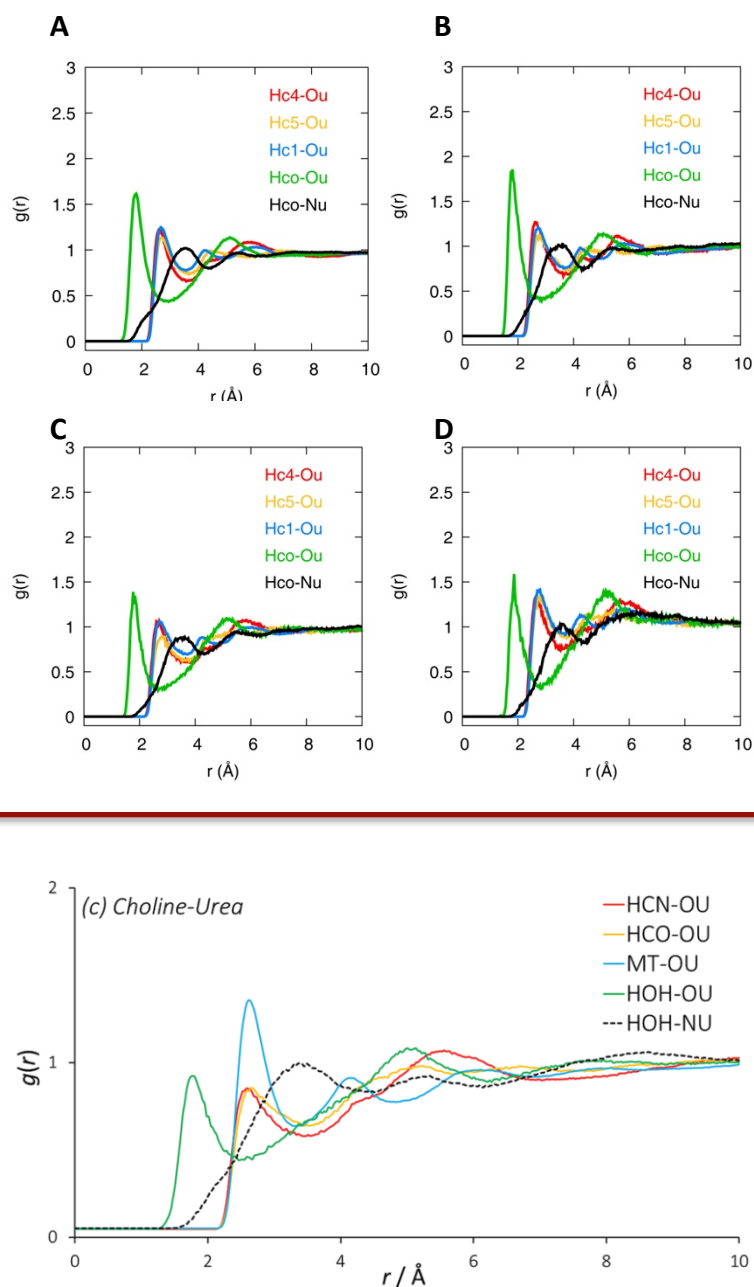 A
B
3
2.5
2
1.5
1
0.5
0
g(r)
Hc4-Ou
Hc5-Ou
Hc1-Ou
Hco-Ou
Hco-Nu
0 2 4 6 8 10
r (Å)
3
2.5
2
1.5
1
0.5
0
g(r)
Hc4-Ou
Hc5-Ou
Hc1-Ou
Hco-Ou
Hco-Nu
0 2 4 6 8 10
r (Å)
C
D
3
2.5
2
1.5
1
0.5
0
g(r)
Hc4-Ou
Hc5-Ou
Hc1-Ou
Hco-Ou
Hco-Nu
0 2 4 6 8 10
r (Å)
3
2.5
2
1.5
1
0.5
0
g(r)
Hc4-Ou
Hc5-Ou
Hc1-Ou
Hco-Ou
Hco-Nu
0 2 4 6 8 10
r (Å)
2
(c) Choline-Urea
HCN-OU
HCO-OU
MT-OU
HOH-OU
HOH-NU
g(r)
1
0
0 2 4 6 8 10
r / Å